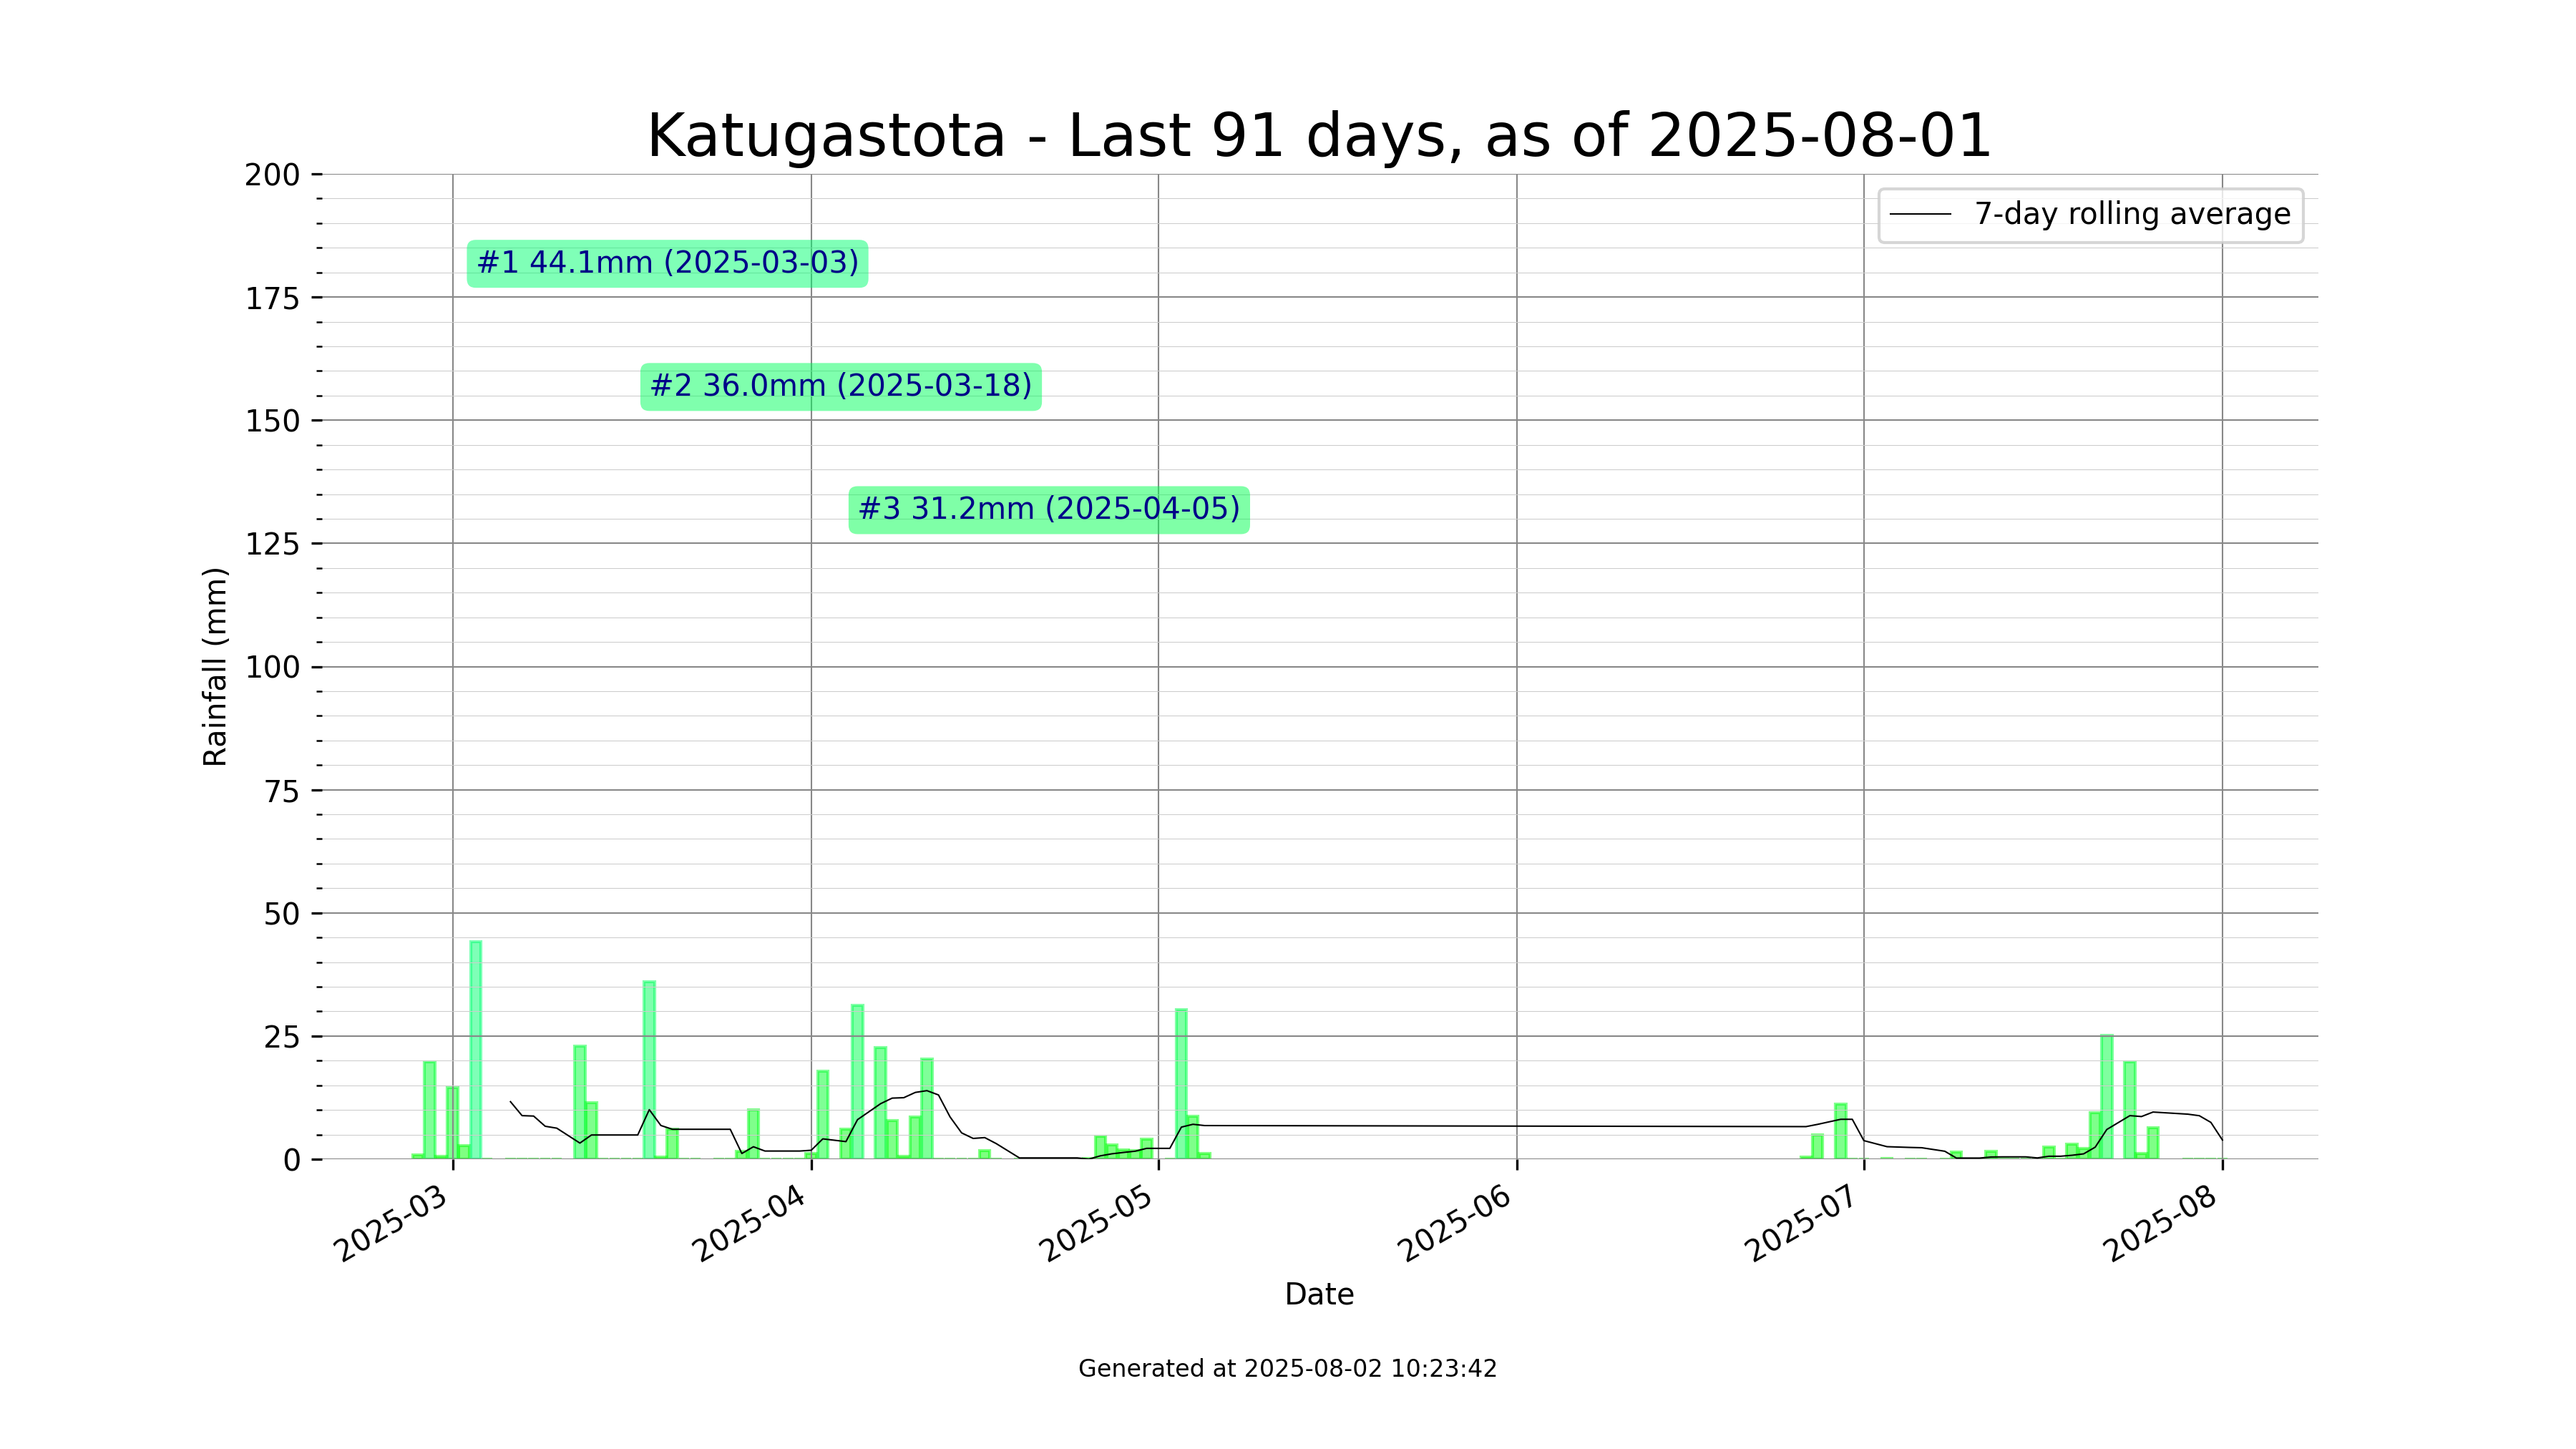 Katugastota - Last 91 days, as of 2025-08-01
7-day rolling average
#1 44.1mm (2025-03-03)
#2 36.0mm (2025-03-18)
#3 31.2mm (2025-04-05)
Rainfall (mm)
200
175
150
125
100
75
50
25
0
2025-03
2025-04
2025-05
2025-06
2025-07
2025-08
Date
Generated at 2025-08-02 10:23:42